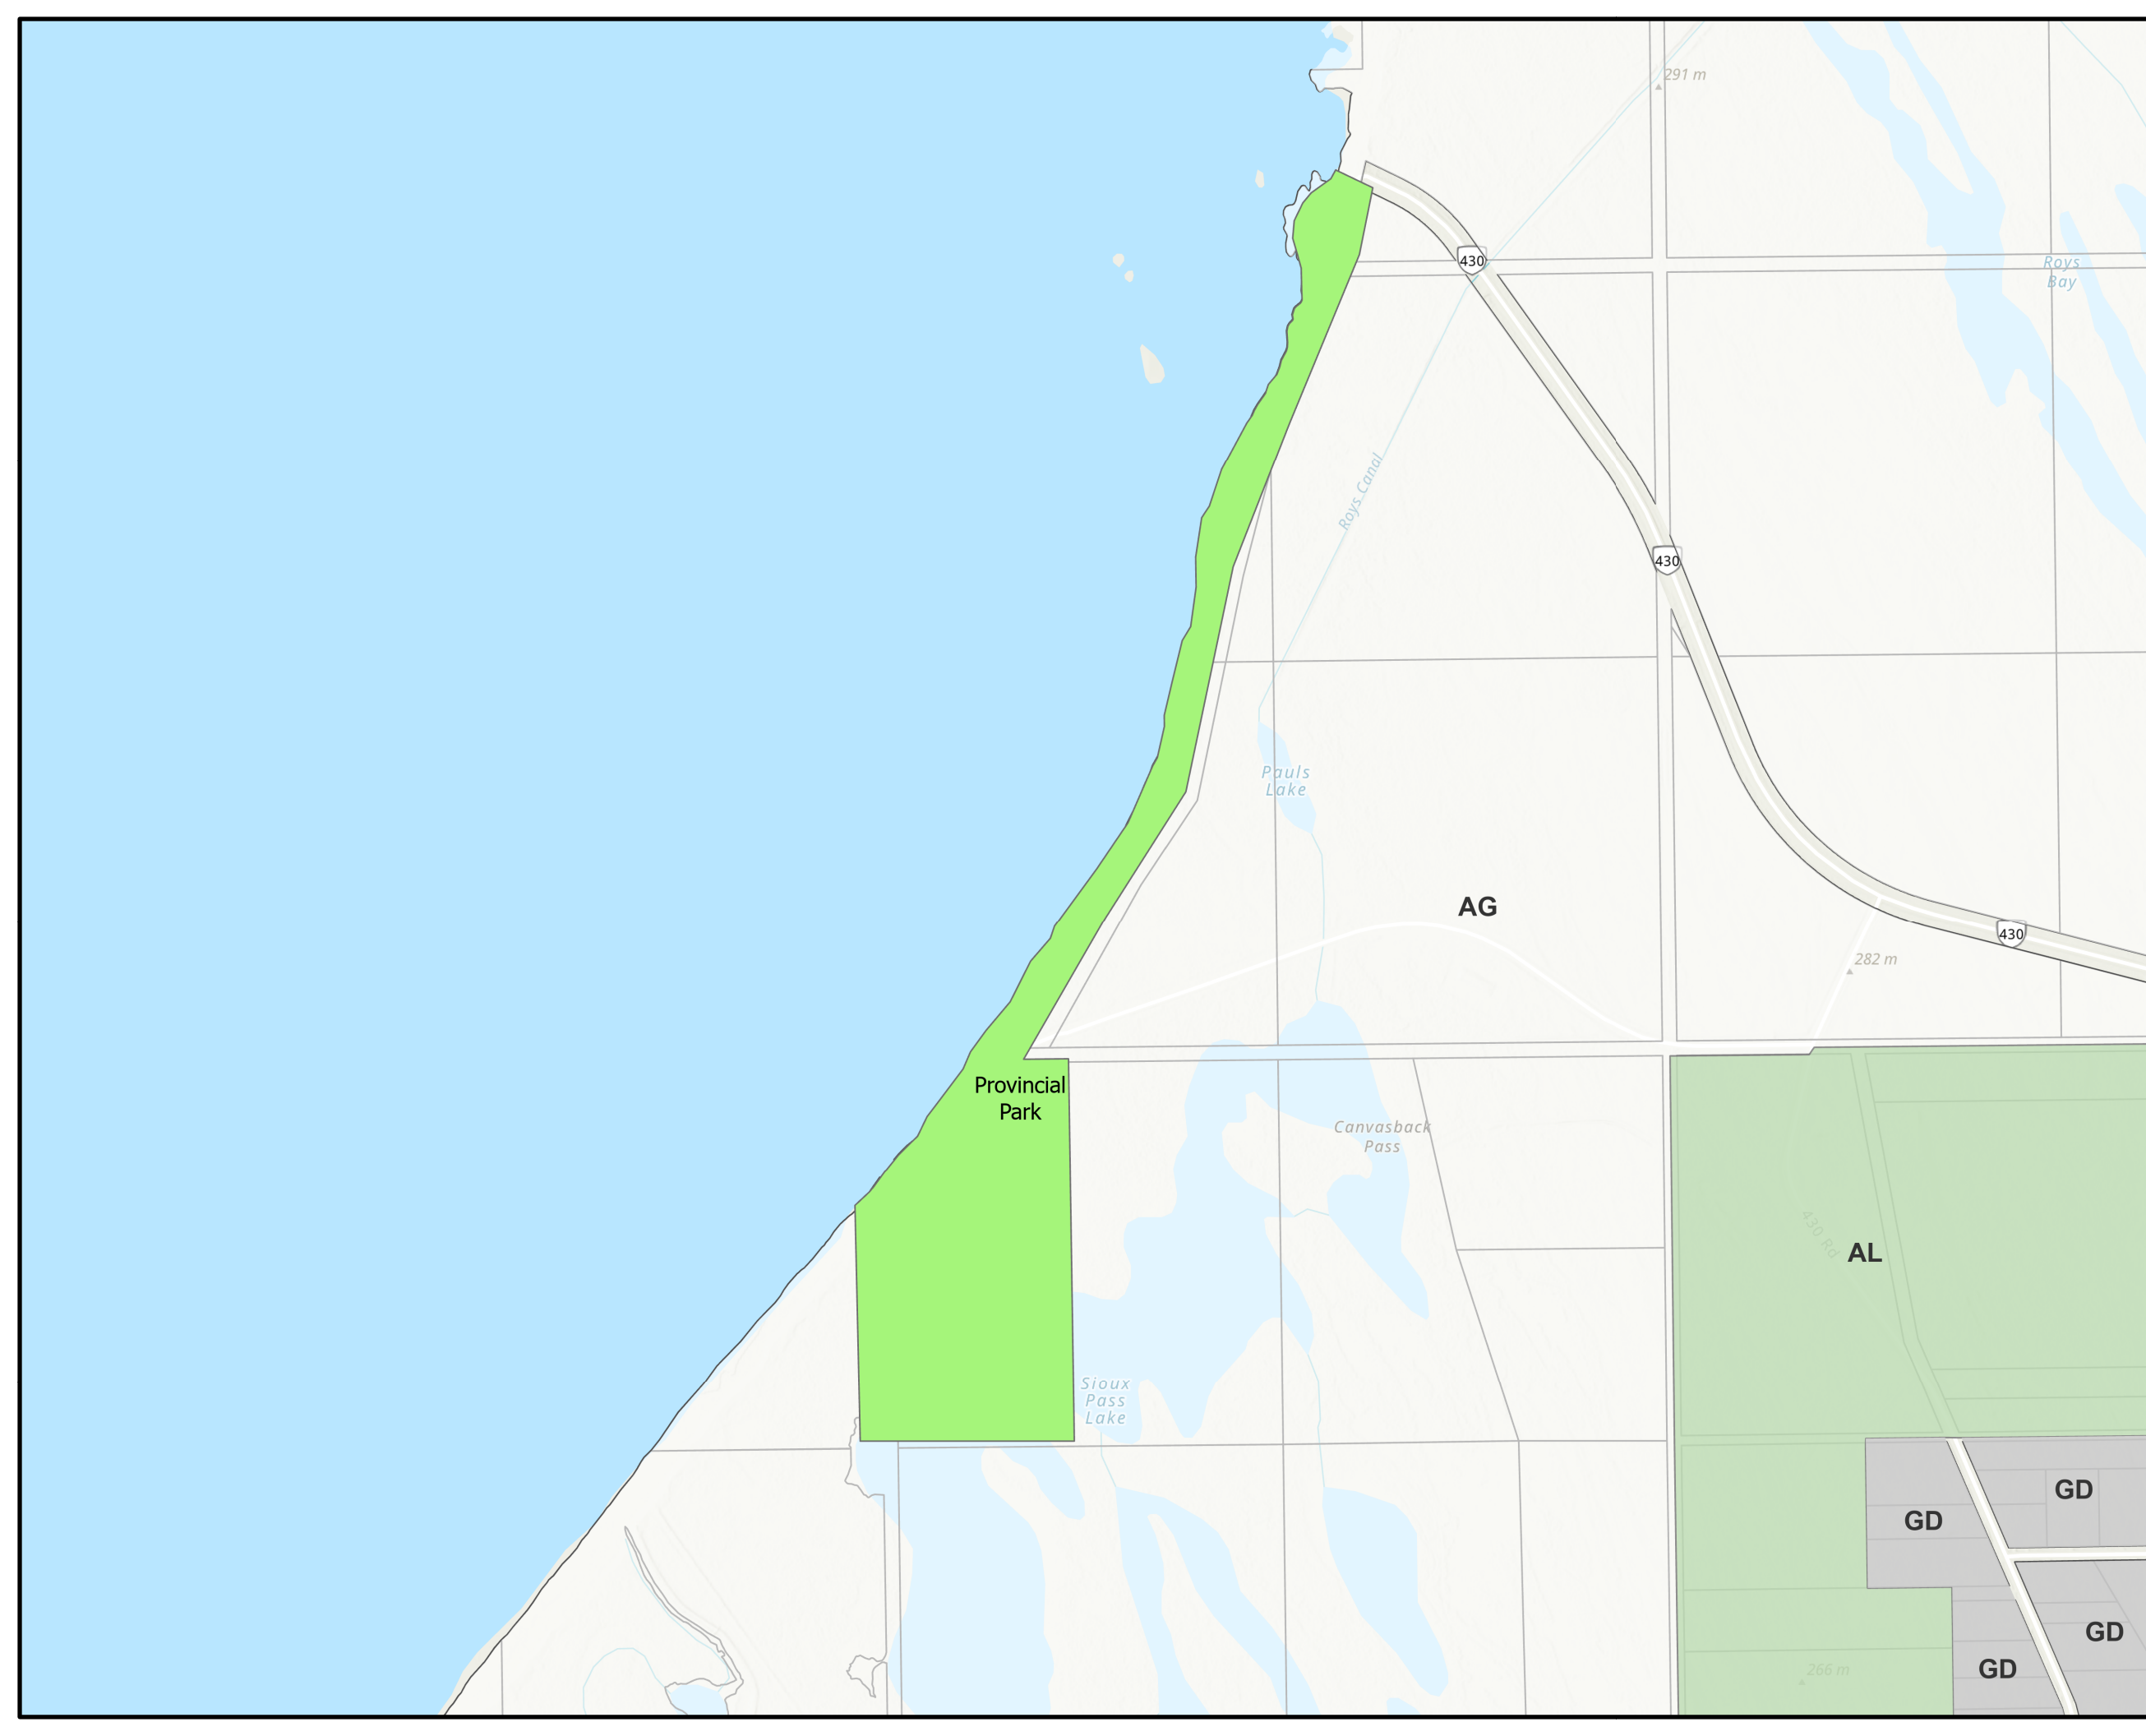 291 m
430
Roys
Bay
Roys Canal
430
Pauls
Lake
AG
430
282 m
Provincial
Park
Canvasback
Pass
430 Rd
AL
Sioux
Pass
Lake
GD
GD
GD
GD
266 m